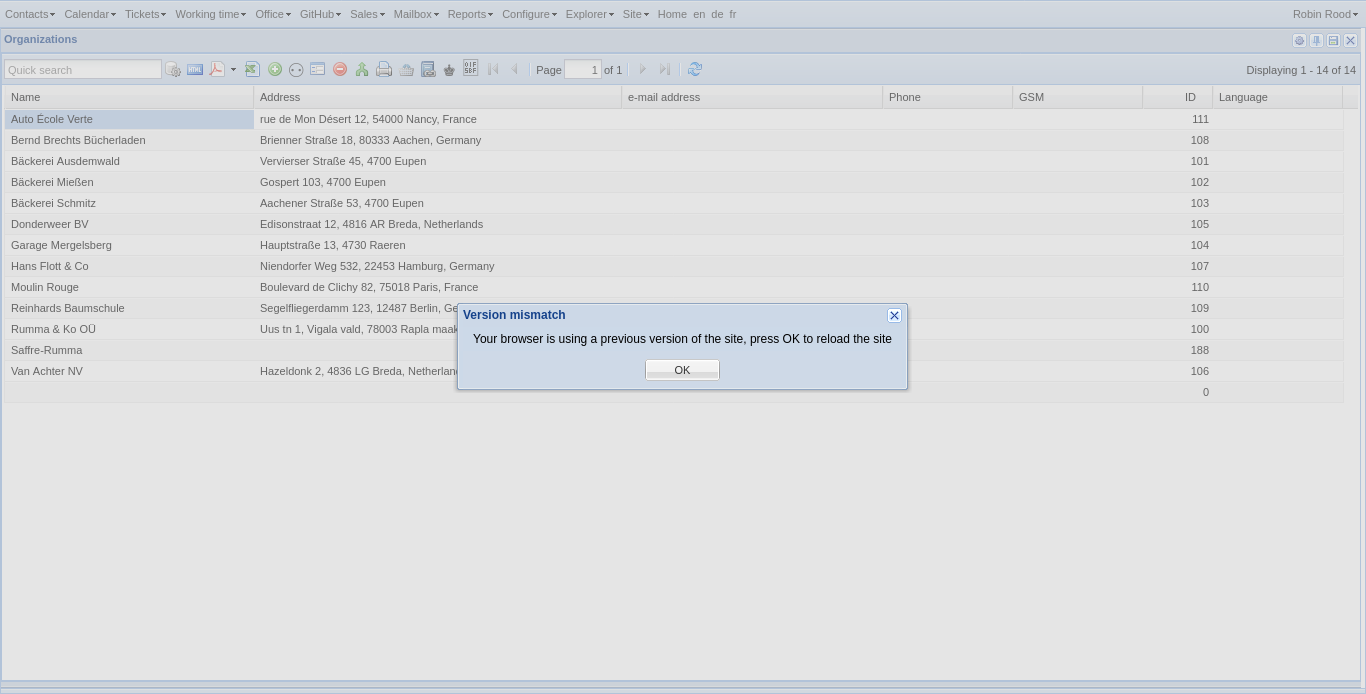 Contacts Calendar Tickets Working time Office GitHub Sales Mailbox Reports Configure Explorer Site Home en de fr Robin Rood
Organizations
Quick search HTML Page 1 of 1 Displaying 1 - 14 of 14
Name Address e-mail address Phone GSM ID Language
Auto École Verte rue de Mon Désert 12, 54000 Nancy, France 111
Bernd Brechts Bücherladen Brienner Straße 18, 80333 Aachen, Germany 108
Bäckerei Ausdemwald Vervierser Straße 45, 4700 Eupen 101
Bäckerei Mießen Gospert 103, 4700 Eupen 102
Bäckerei Schmitz Aachener Straße 53, 4700 Eupen 103
Donderweer BV Edisonstraat 12, 4816 AR Breda, Netherlands 105
Garage Mergelsberg Hauptstraße 13, 4730 Raeren 104
Hans Flott & Co Niendorfer Weg 532, 22453 Hamburg, Germany 107
Moulin Rouge Boulevard de Clichy 82, 75018 Paris, France 110
Reinhards Baumschule Segelfliegerdamm 123, 12487 Berlin, Ge
Rumma & Ko OÜ Uus tn 1, Vigala vald, 78003 Rapla maak 100
Saffre-Rumma 188
Van Achter NV Hazeldonk 2, 4836 LG Breda, Netherlan 106
0
Version mismatch
Your browser is using a previous version of the site, press OK to reload the site
OK